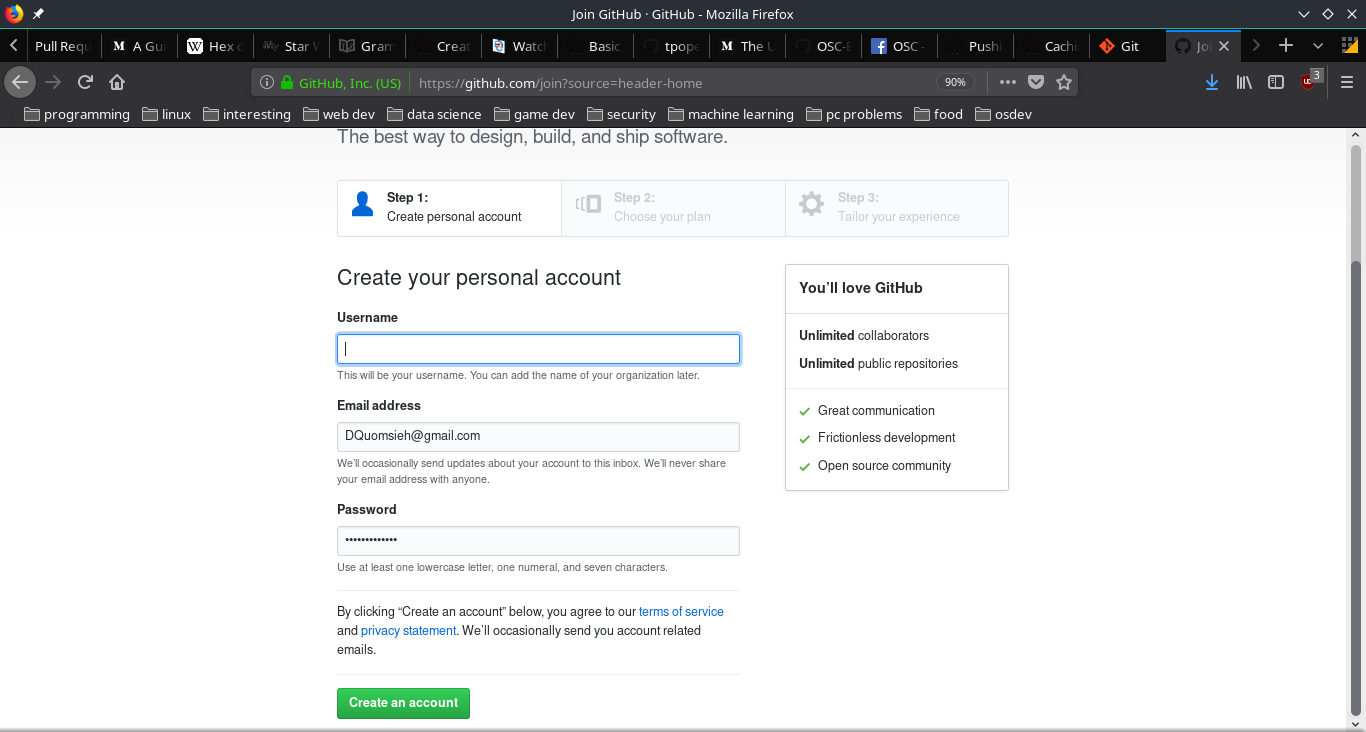 Join GitHub · GitHub - Mozilla Firefox
Pull Requ M A Gui W Hex c Star W Gram Creat Watch Basic tpope M The U OSC-E OSC - Pushi Cachi Git Joi
GitHub, Inc. (US) https://github.com/join?source=header-home 90% 3
programming linux interesting web dev data science game dev security machine learning pc problems food osdev
The best way to design, build, and ship software.
Step 1:
Create personal account
Step 2:
Choose your plan
Step 3:
Tailor your experience
Create your personal account
Username
This will be your username. You can add the name of your organization later.
Email address
DQuomsieh@gmail.com
We’ll occasionally send updates about your account to this inbox. We’ll never share
your email address with anyone.
Password
•••••••••••••
Use at least one lowercase letter, one numeral, and seven characters.
By clicking “Create an account” below, you agree to our terms of service
and privacy statement. We’ll occasionally send you account related
emails.
Create an account
You’ll love GitHub
Unlimited collaborators
Unlimited public repositories
Great communication
Frictionless development
Open source community